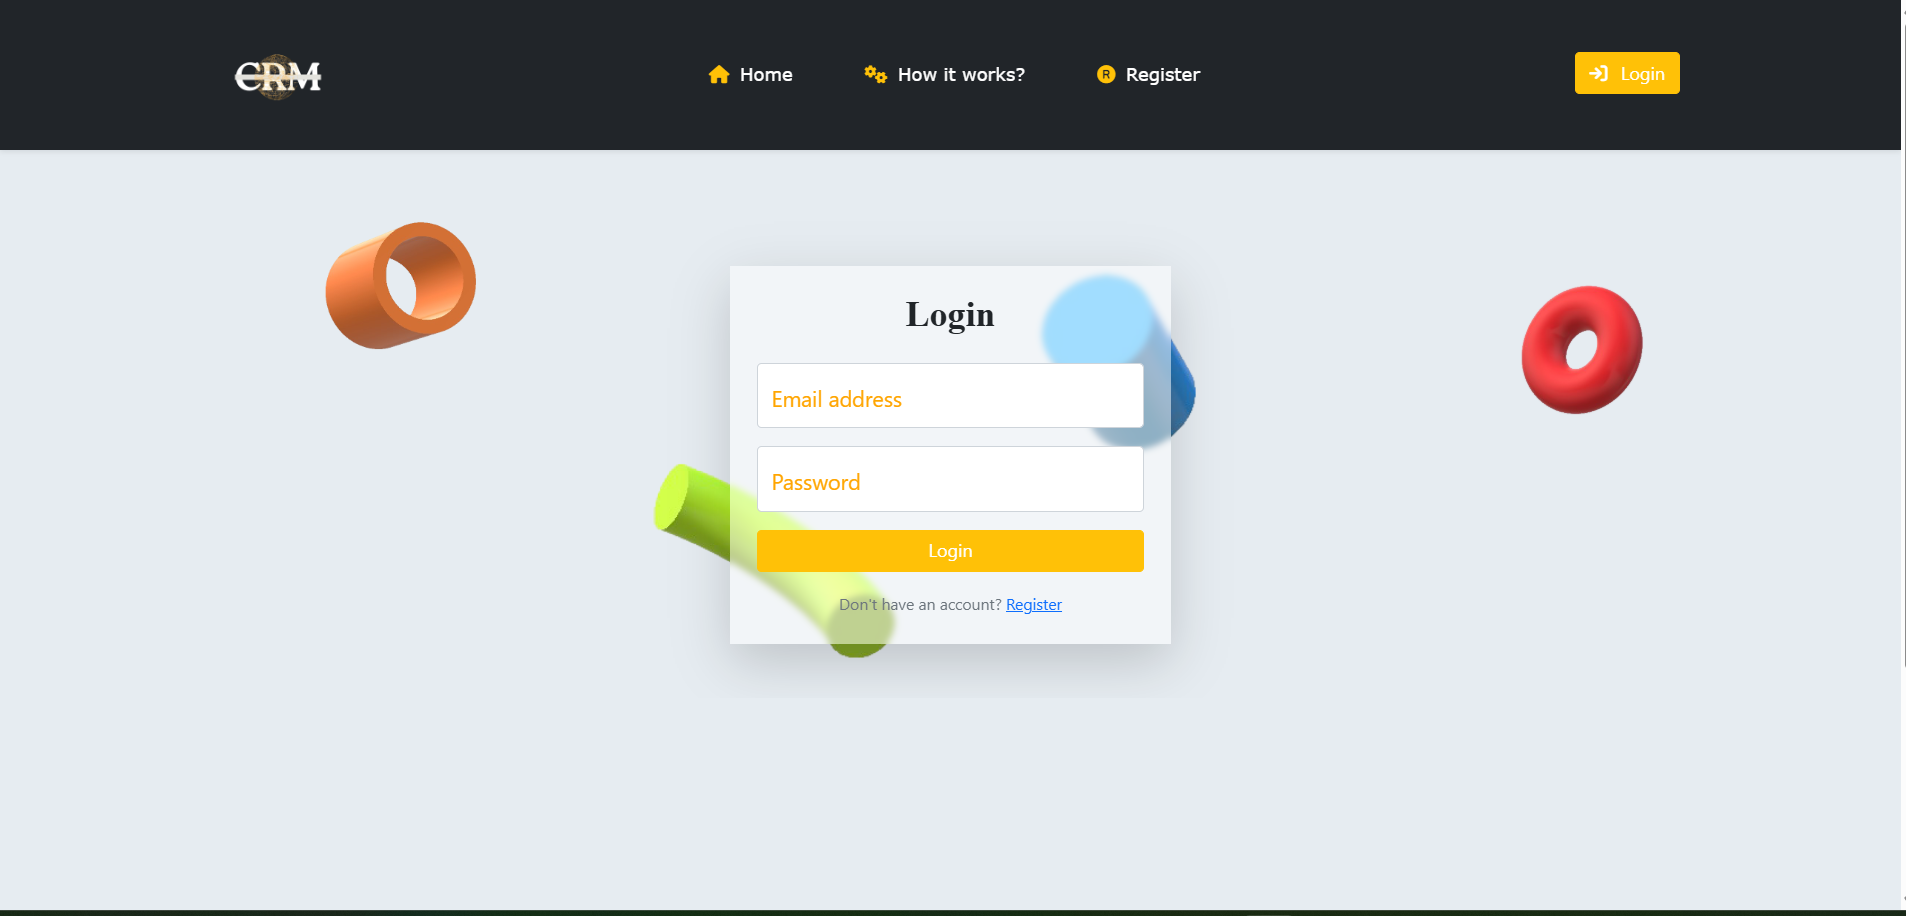 CRM
Home
How it works?
R Register
Login
Login
Email address
Password
Login
Don't have an account? Register